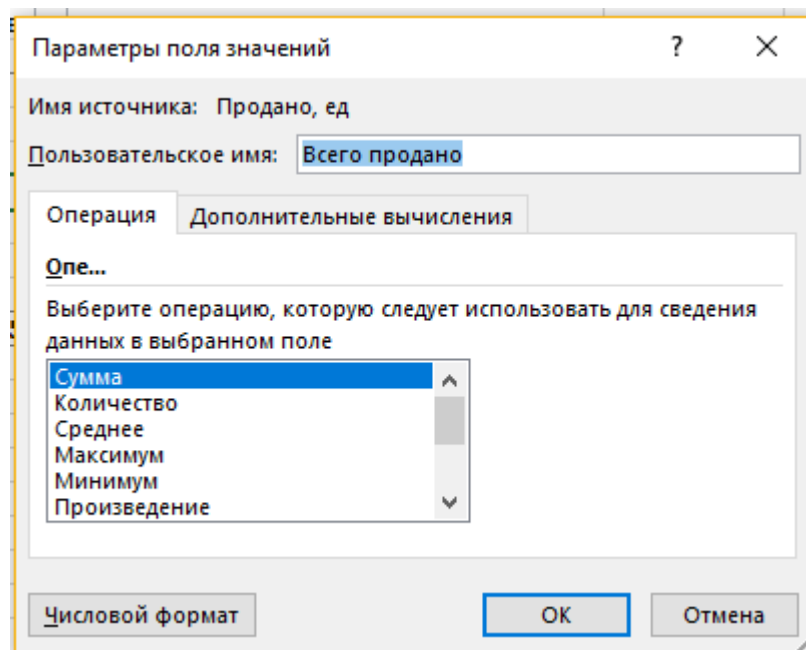 Параметры поля значений ?
Имя источника: Продано, ед
Пользовательское имя: Всего продано
Операция Дополнительные вычисления
Опе...
Выберите операцию, которую следует использовать для сведения
данных в выбранном поле
Сумма
Количество
Среднее
Максимум
Минимум
Произведение
Числовой формат ОК Отмена